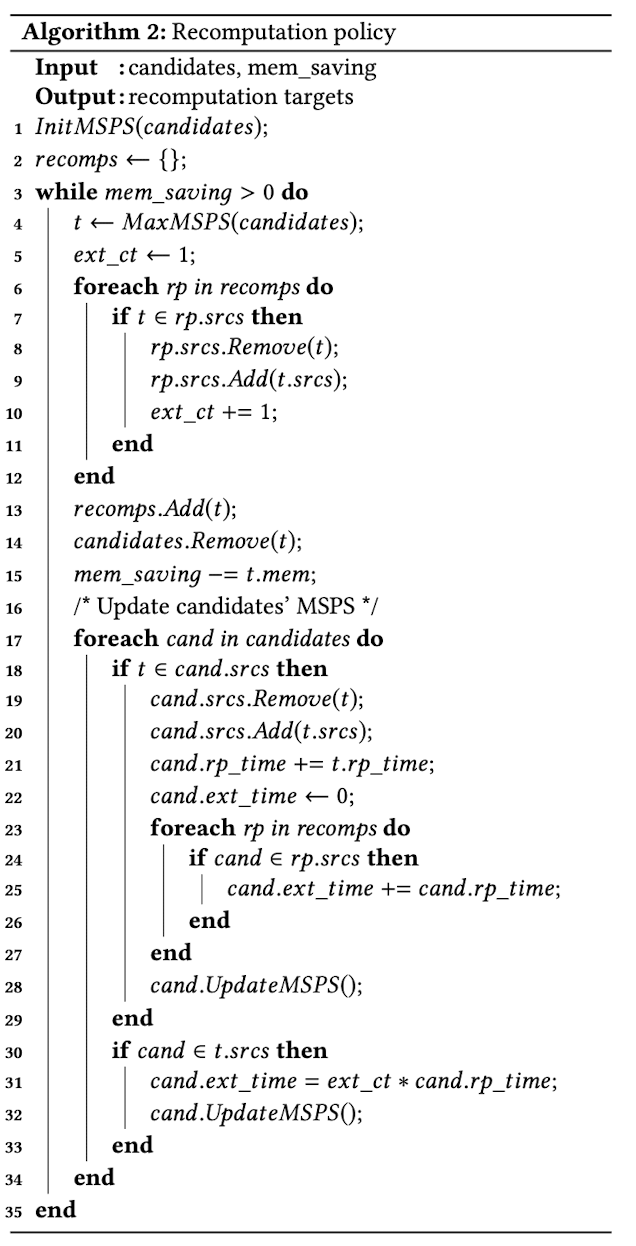 Algorithm 2: Recomputation policy
Input : candidates, mem_saving
Output: recomputation targets
1 InitMSPS(candidates);
2 recomps ← {};
3 while mem_saving > 0 do
4 t ← MaxMSPS(candidates);
5 ext_ct ← 1;
6 foreach rp in recomps do
7 if t ∈ rp.srcs then
8 rp.srcs.Remove(t);
9 rp.srcs.Add(t.srcs);
10 ext_ct += 1;
11 end
12 end
13 recomps.Add(t);
14 candidates.Remove(t);
15 mem_saving −= t.mem;
16 /* Update candidates' MSPS */
17 foreach cand in candidates do
18 if t ∈ cand.srcs then
19 cand.srcs.Remove(t);
20 cand.srcs.Add(t.srcs);
21 cand.rp_time += t.rp_time;
22 cand.ext_time ← 0;
23 foreach rp in recomps do
24 if cand ∈ rp.srcs then
25 cand.ext_time += cand.rp_time;
26 end
27 end
28 cand.UpdateMSPS();
29 end
30 if cand ∈ t.srcs then
31 cand.ext_time = ext_ct * cand.rp_time;
32 cand.UpdateMSPS();
33 end
34 end
35 end